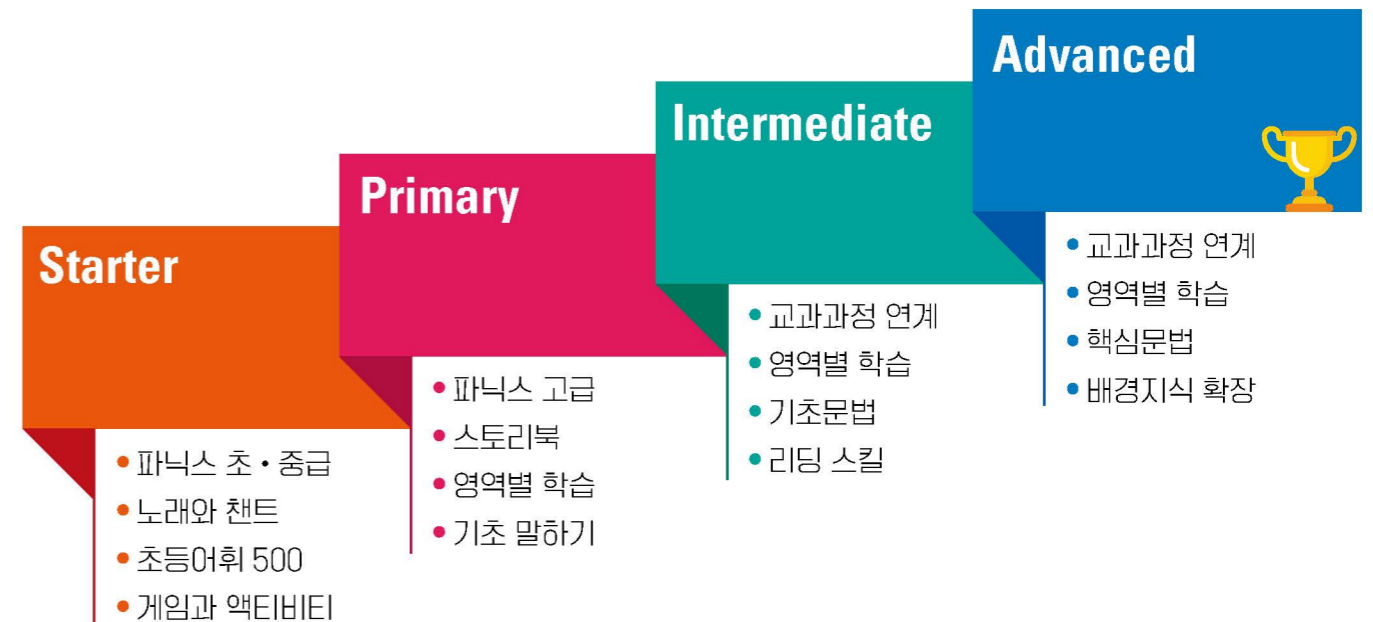 Starter
• 파닉스 초・중급
• 노래와 챈트
• 초등어휘 500
• 게임과 액티비티
Primary
• 파닉스 고급
• 스토리북
• 영역별 학습
• 기초 말하기
Intermediate
• 교과과정 연계
• 영역별 학습
• 기초문법
• 리딩 스킬
Advanced
• 교과과정 연계
• 영역별 학습
• 핵심문법
• 배경지식 확장